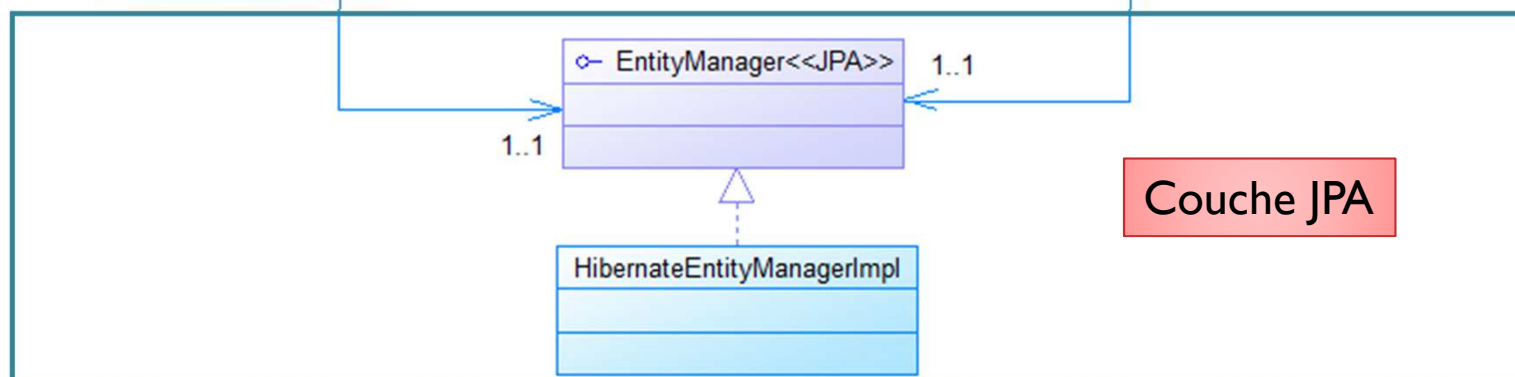 EntityManager<<JPA>>
1..1
1..1
Couche JPA
HibernateEntityManagerImpl